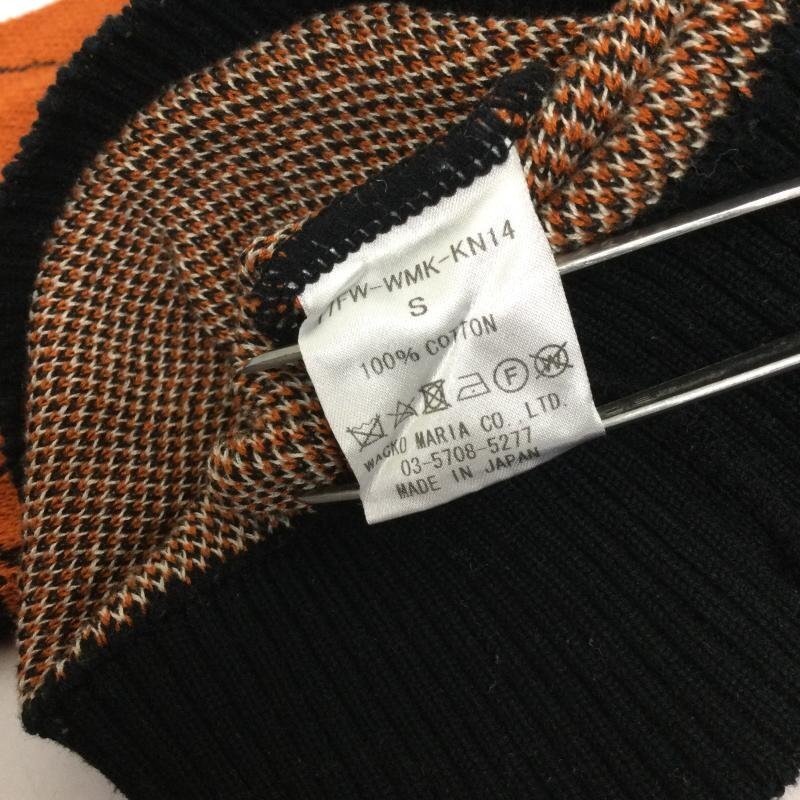 17FW-WMK-KN14
S
100% COTTON
F W
WACKO MARIA CO., LTD.
03-5708-5277
MADE IN JAPAN